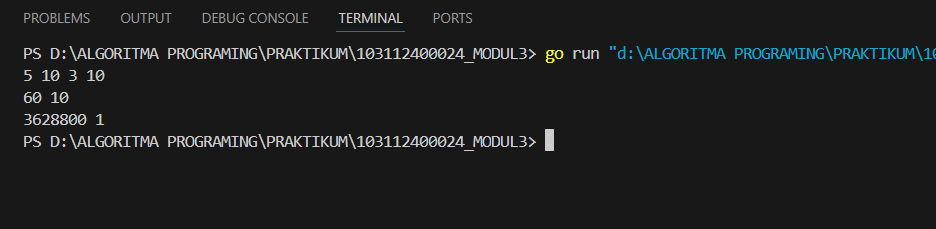 PROBLEMS OUTPUT DEBUG CONSOLE TERMINAL PORTS
PS D:\ALGORITMA PROGRAMING\PRAKTIKUM\103112400024_MODUL3> go run "d:\ALGORITMA PROGRAMING\PRAKTIKUM\10
5 10 3 10
60 10
3628800 1
PS D:\ALGORITMA PROGRAMING\PRAKTIKUM\103112400024_MODUL3>